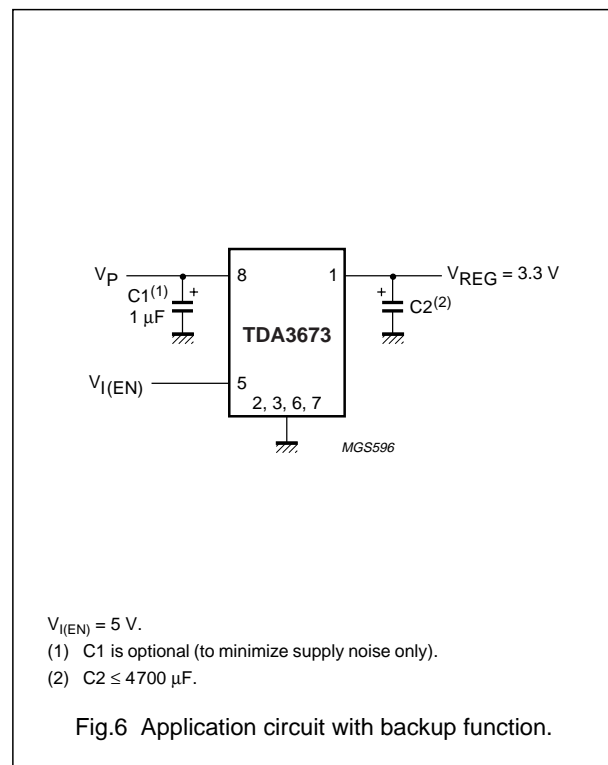 V_P
8
1
V_REG = 3.3 V
C1(1)
+
1 μF
+
C2(2)
TDA3673
V_I(EN)
5
2, 3, 6, 7
MGS596
V_I(EN) = 5 V.
(1) C1 is optional (to minimize supply noise only).
(2) C2 ≤ 4700 μF.
Fig.6 Application circuit with backup function.